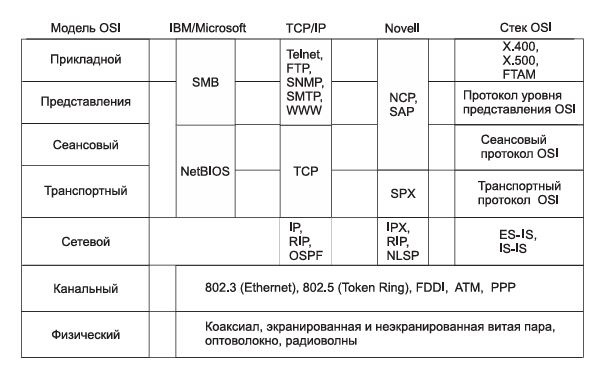 Модель OSI IBM/Microsoft TCP/IP Novell Стек OSI
Прикладной
SMB
Telnet,
FTP,
SNMP,
SMTP,
WWW
NCP,
SAP
X.400,
X.500,
FTAM
Представления
Протокол уровня
представления OSI
Сеансовый
NetBIOS
TCP
Сеансовый
протокол OSI
Транспортный
SPX
Транспортный
протокол OSI
Сетевой
IP,
RIP,
OSPF
IPX,
RIP,
NLSP
ES-IS,
IS-IS
Канальный
802.3 (Ethernet), 802.5 (Token Ring), FDDI, ATM, PPP
Физический
Коаксиал, экранированная и неэкранированная витая пара,
оптоволокно, радиоволны